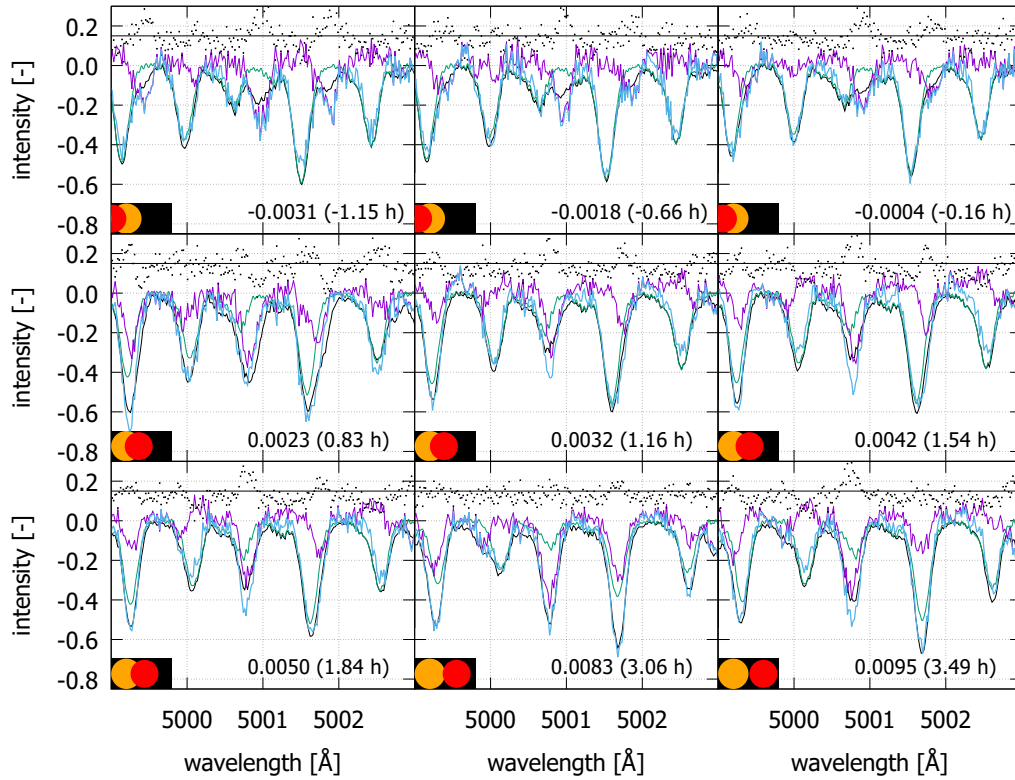 0.2
0.0
-0.2
-0.4
-0.6
-0.8
intensity [-]
-0.0031 (-1.15 h)
-0.0018 (-0.66 h)
-0.0004 (-0.16 h)
0.2
0.0
-0.2
-0.4
-0.6
-0.8
intensity [-]
0.0023 (0.83 h)
0.0032 (1.16 h)
0.0042 (1.54 h)
0.2
0.0
-0.2
-0.4
-0.6
-0.8
intensity [-]
0.0050 (1.84 h)
0.0083 (3.06 h)
0.0095 (3.49 h)
5000 5001 5002 5000 5001 5002 5000 5001 5002
wavelength [Å] wavelength [Å] wavelength [Å]